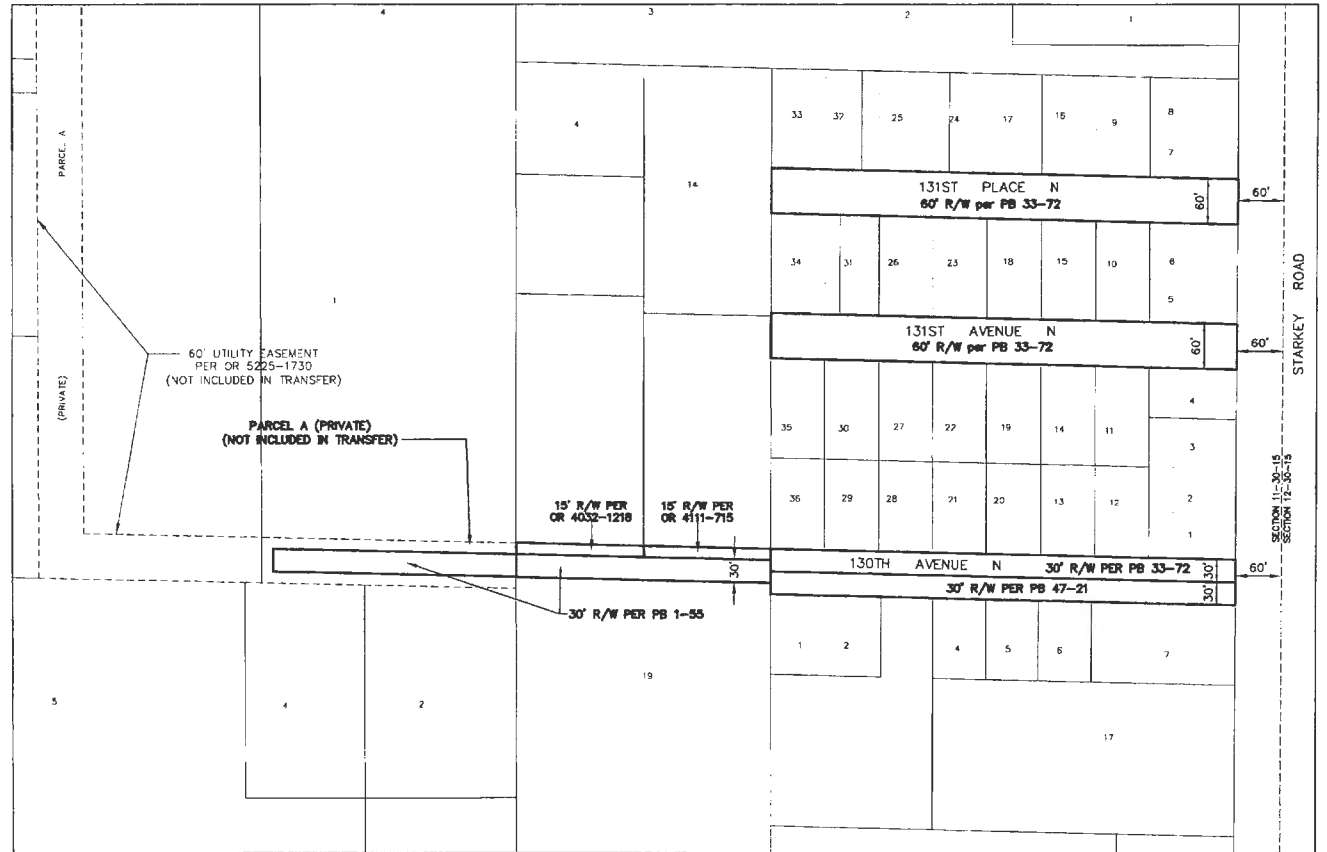 4
3
2
1
33
32
25
24
17
16
9
8
7
4
14
PARCEL A
131ST PLACE N
60' R/W per PB 33-72
60'
60'
34
31
26
23
18
15
10
6
5
1
STARKEY ROAD
131ST AVENUE N
60' R/W per PB 33-72
60'
60'
60' UTILITY EASEMENT
PER OR 5225-1730
(NOT INCLUDED IN TRANSFER)
(PRIVATE)
PARCEL A (PRIVATE)
(NOT INCLUDED IN TRANSFER)
35
30
27
22
19
14
11
4
3
36
29
28
21
20
13
12
2
1
SECTION 11-30-15
SECTION 12-30-15
15' R/W PER
OR 4032-1218
15' R/W PER
OR 4111-715
30'
130TH AVENUE N
30' R/W PER PB 33-72
30'
60'
30' R/W PER PB 47-21
30'
30' R/W PER PB 1-55
1
2
4
5
6
7
5
4
2
19
17